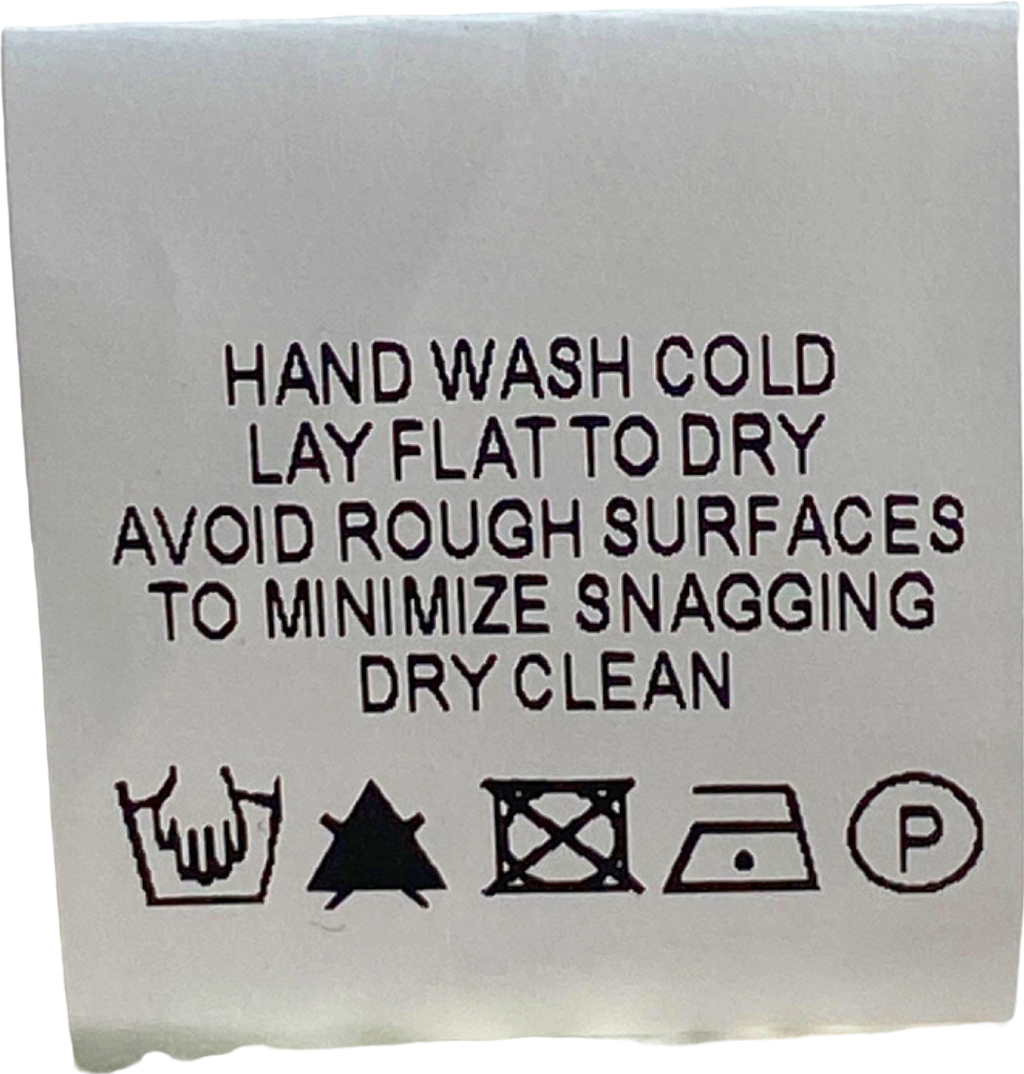 HAND WASH COLD
LAY FLAT TO DRY
AVOID ROUGH SURFACES
TO MINIMIZE SNAGGING
DRY CLEAN
P